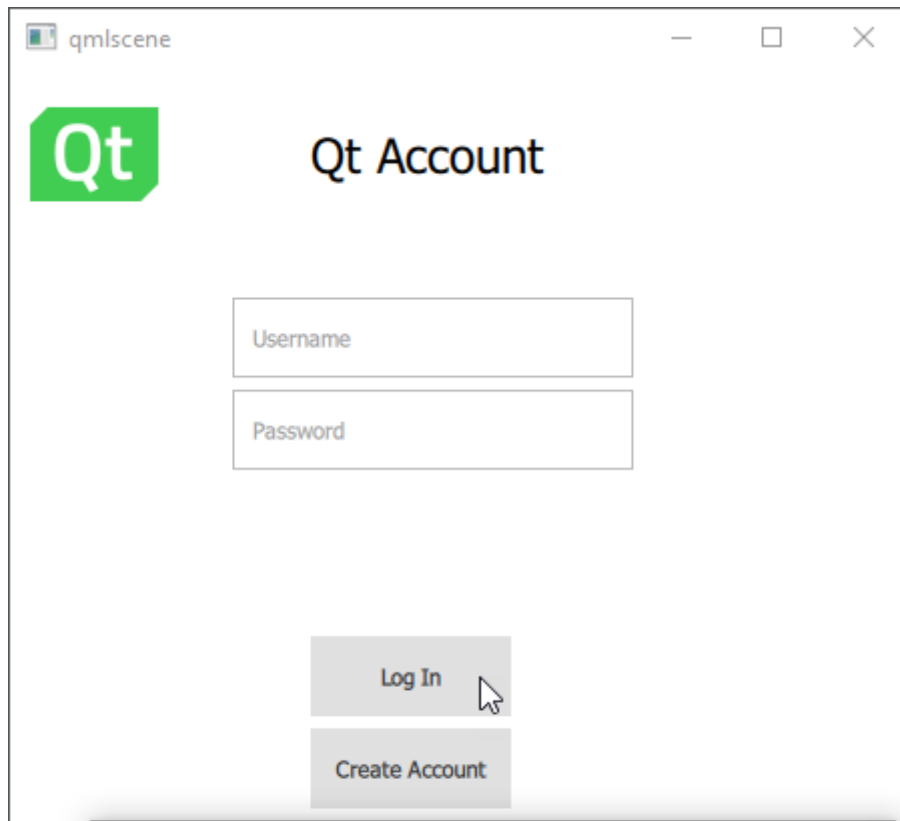 qmlscene
Qt
Qt Account
Username
Password
Log In
Create Account